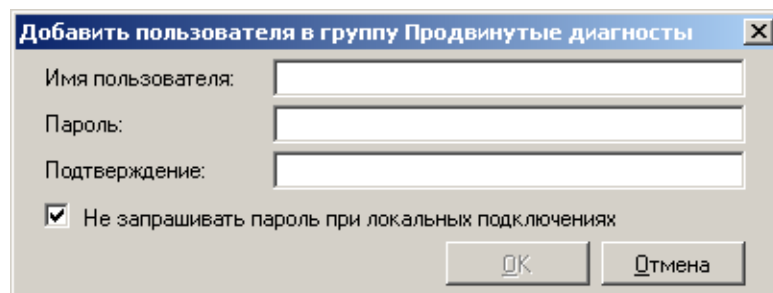 Добавить пользователя в группу Продвинутые диагносты
Имя пользователя:
Пароль:
Подтверждение:
Не запрашивать пароль при локальных подключениях
OK Отмена